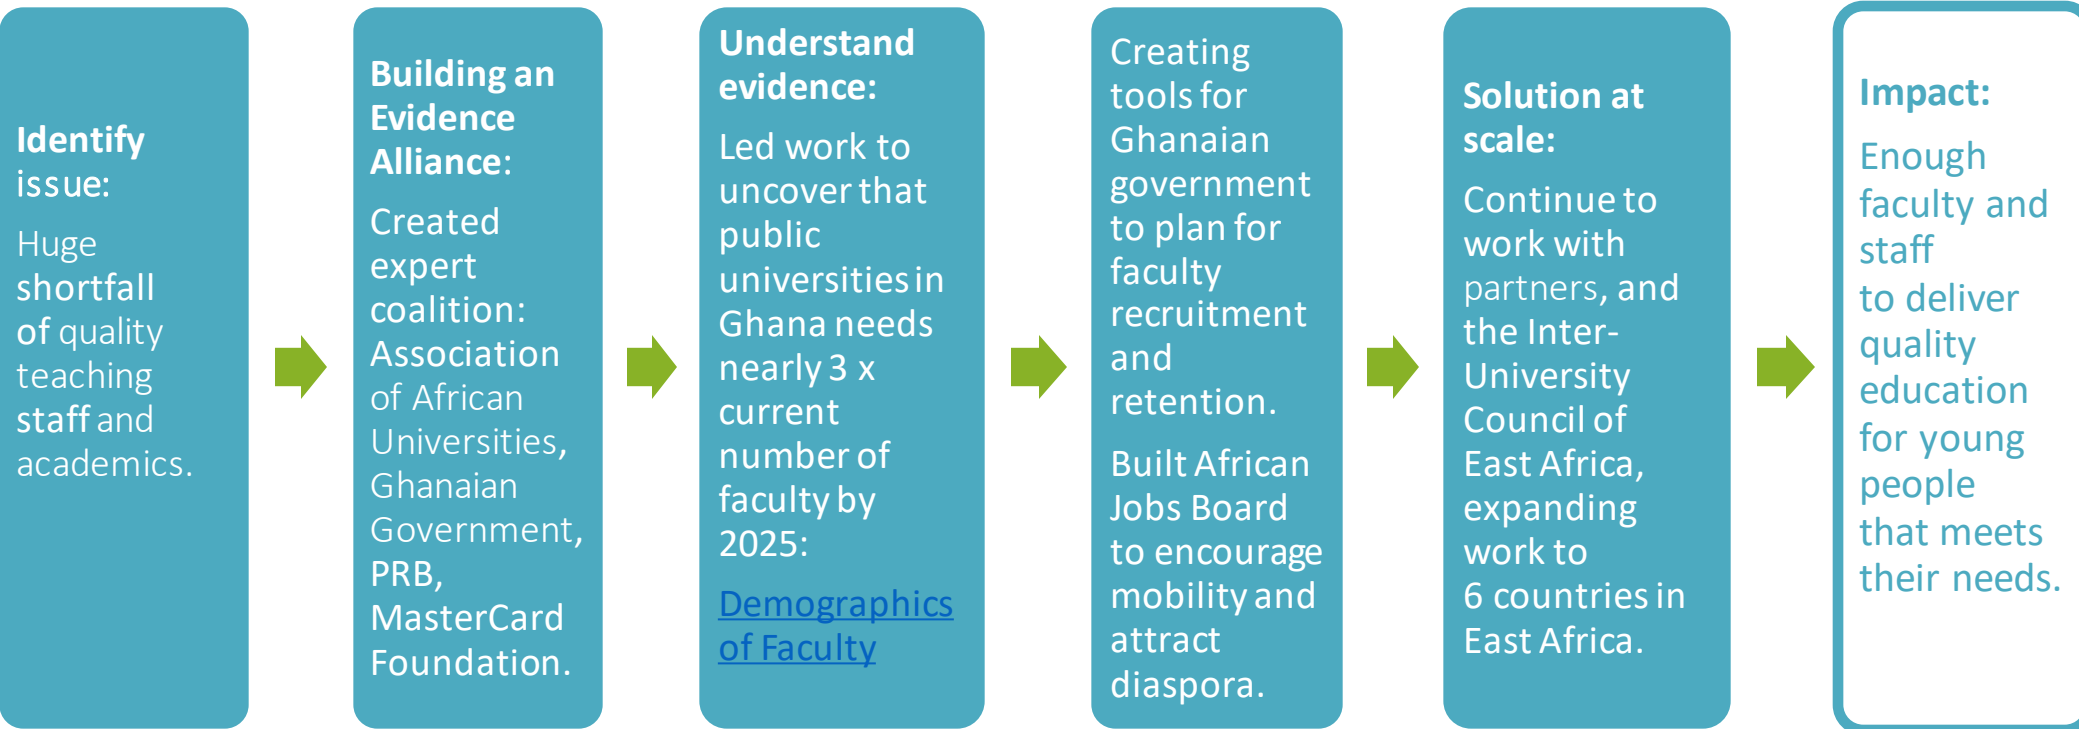 Identify
issue:
Huge
shortfall
of quality
teaching
staff and
academics.
Building an
Evidence
Alliance:
Created
expert
coalition:
Association
of African
Universities,
Ghanaian
Government,
PRB,
MasterCard
Foundation.
Understand
evidence:
Led work to
uncover that
public
universities in
Ghana needs
nearly 3 x
current
number of
faculty by
2025:
Demographics
of Faculty
Creating
tools for
Ghanaian
government
to plan for
faculty
recruitment
and
retention.
Built African
Jobs Board
to encourage
mobility and
attract
diaspora.
Solution at
scale:
Continue to
work with
partners, and
the Inter-
University
Council of
East Africa,
expanding
work to
6 countries in
East Africa.
Impact:
Enough
faculty and
staff
to deliver
quality
education
for young
people
that meets
their needs.